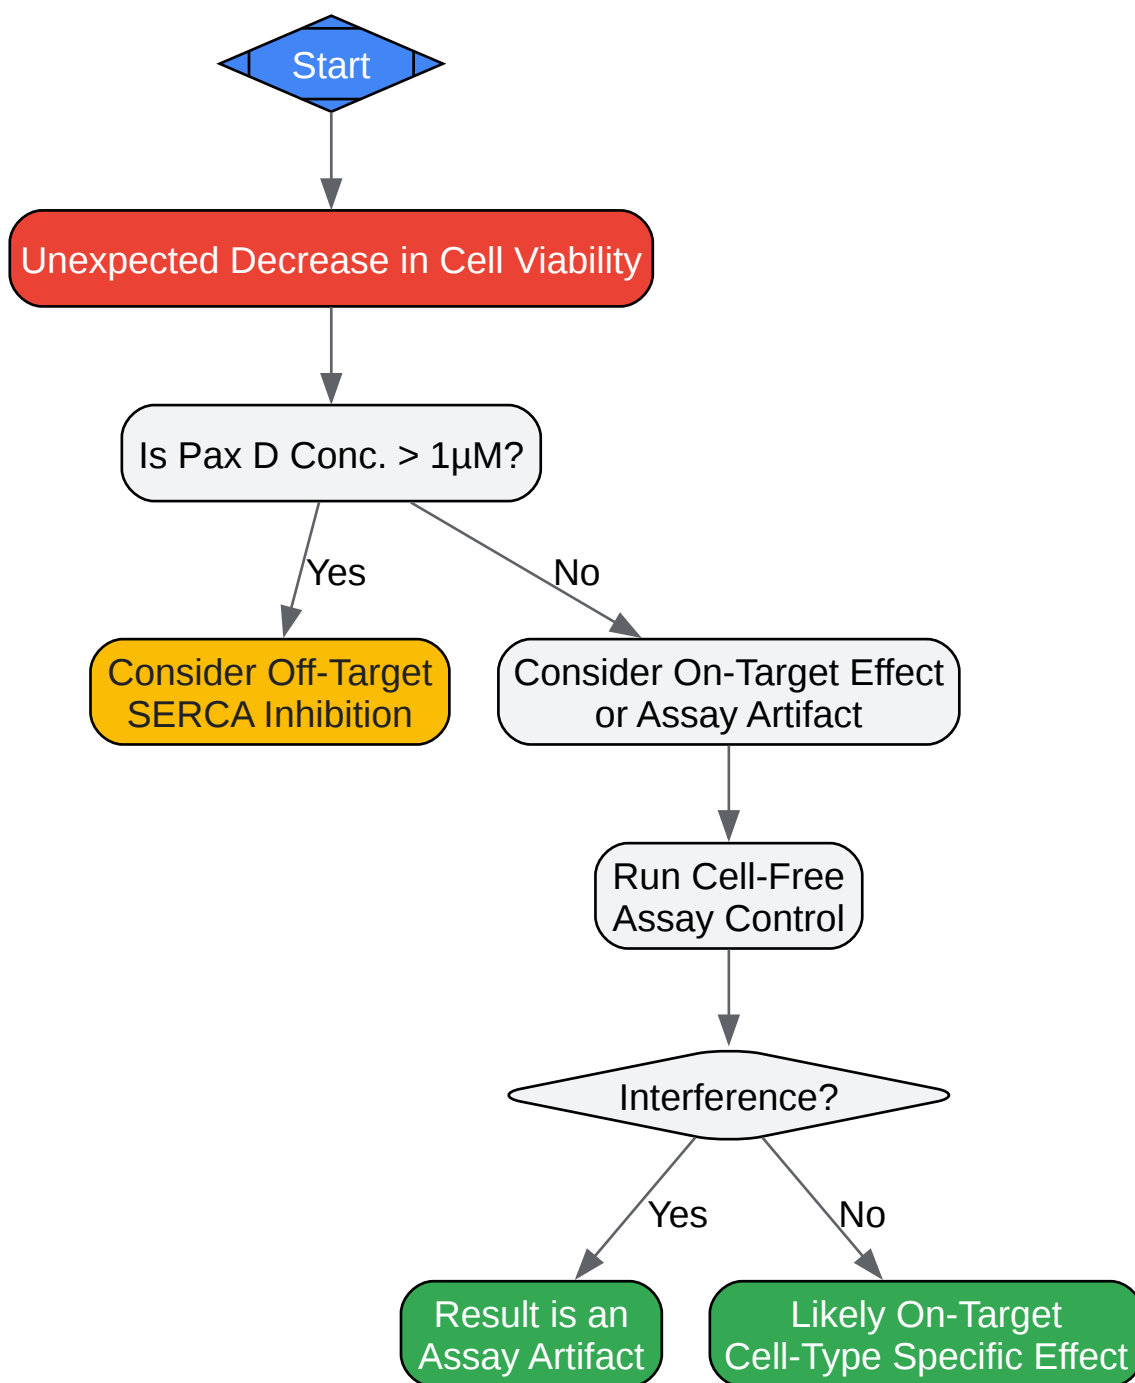 Start
Unexpected Decrease in Cell Viability
Is Pax D Conc. > 1µM?
Yes
No
Consider Off-Target
SERCA Inhibition
Consider On-Target Effect
or Assay Artifact
Run Cell-Free
Assay Control
Interference?
Yes
No
Result is an
Assay Artifact
Likely On-Target
Cell-Type Specific Effect